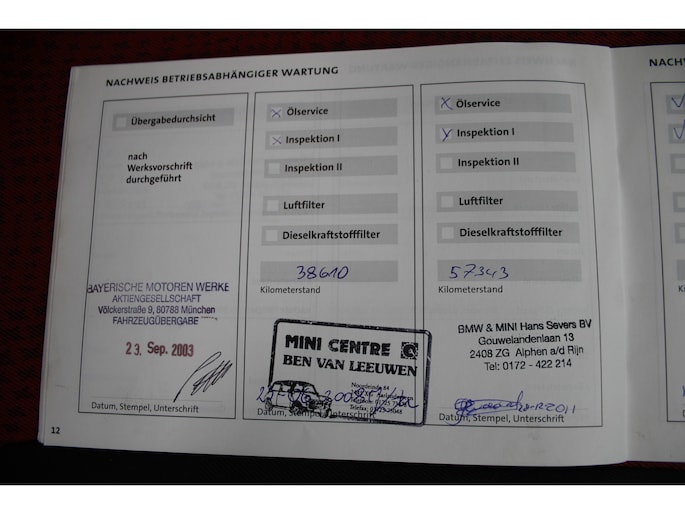 NACHWEIS BETRIEBSABHÄNGIGER WARTUNG
Übergabedurchsicht
nach
Werksvorschrift
durchgeführt
BAYERISCHE MOTOREN WERKE
AKTIENGESELLSCHAFT
Völckerstraße 9, 80788 München
FAHRZEUGÜBERGABE
23. Sep. 2003
Datum, Stempel, Unterschrift
Ölservice
Inspektion I
Inspektion II
Luftfilter
Dieselkraftstofffilter
38610
Kilometerstand
MINI CENTRE
BEN VAN LEEUWEN
Datum, Stempel, Unterschrift
Ölservice
Inspektion I
Inspektion II
Luftfilter
Dieselkraftstofffilter
57343
Kilometerstand
BMW & MINI Hans Severs BV
Gouwelandenlaan 13
2408 ZG Alphen a/d Rijn
Tel: 0172 - 422 214
2011
Datum, Stempel, Unterschrift
12
NACHW